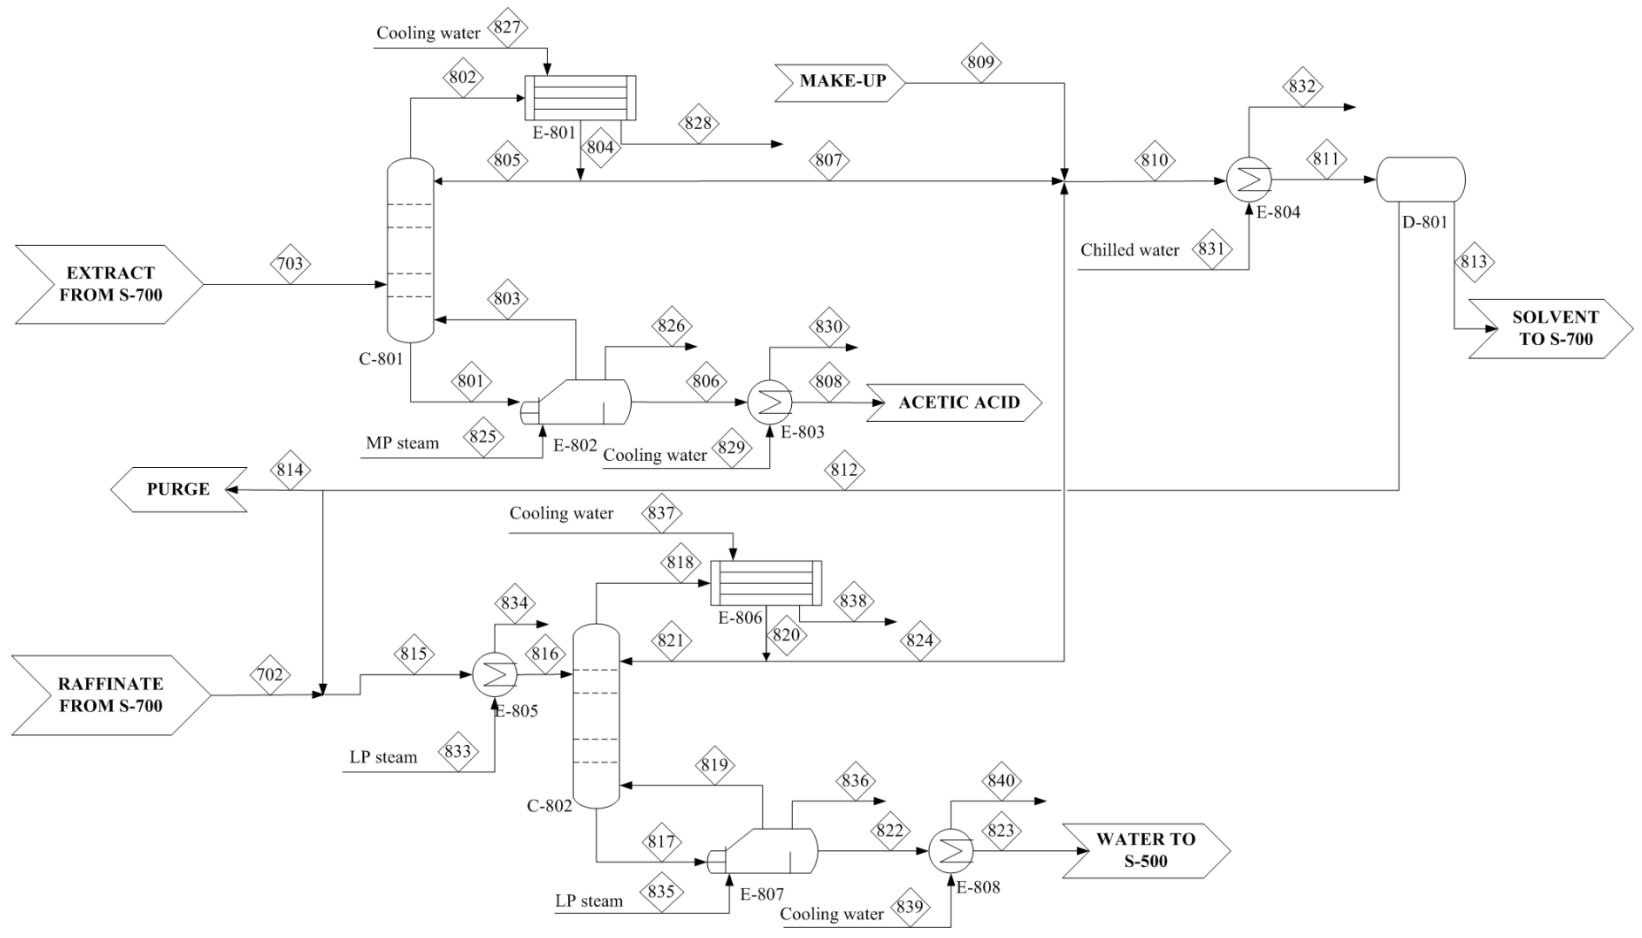 Cooling water
827
802
E-801
804
828
MAKE-UP
809
832
805
807
810
811
E-804
D-801
Chilled water
831
813
EXTRACT
FROM S-700
703
803
826
830
SOLVENT
TO S-700
C-801
801
806
808
ACETIC ACID
MP steam
825
E-802
Cooling water
829
E-803
PURGE
814
812
Cooling water
837
818
E-806
838
834
820
824
821
815
816
RAFFINATE
FROM S-700
702
E-805
LP steam
833
819
836
840
C-802
817
822
823
WATER TO
S-500
LP steam
835
E-807
E-808
Cooling water
839